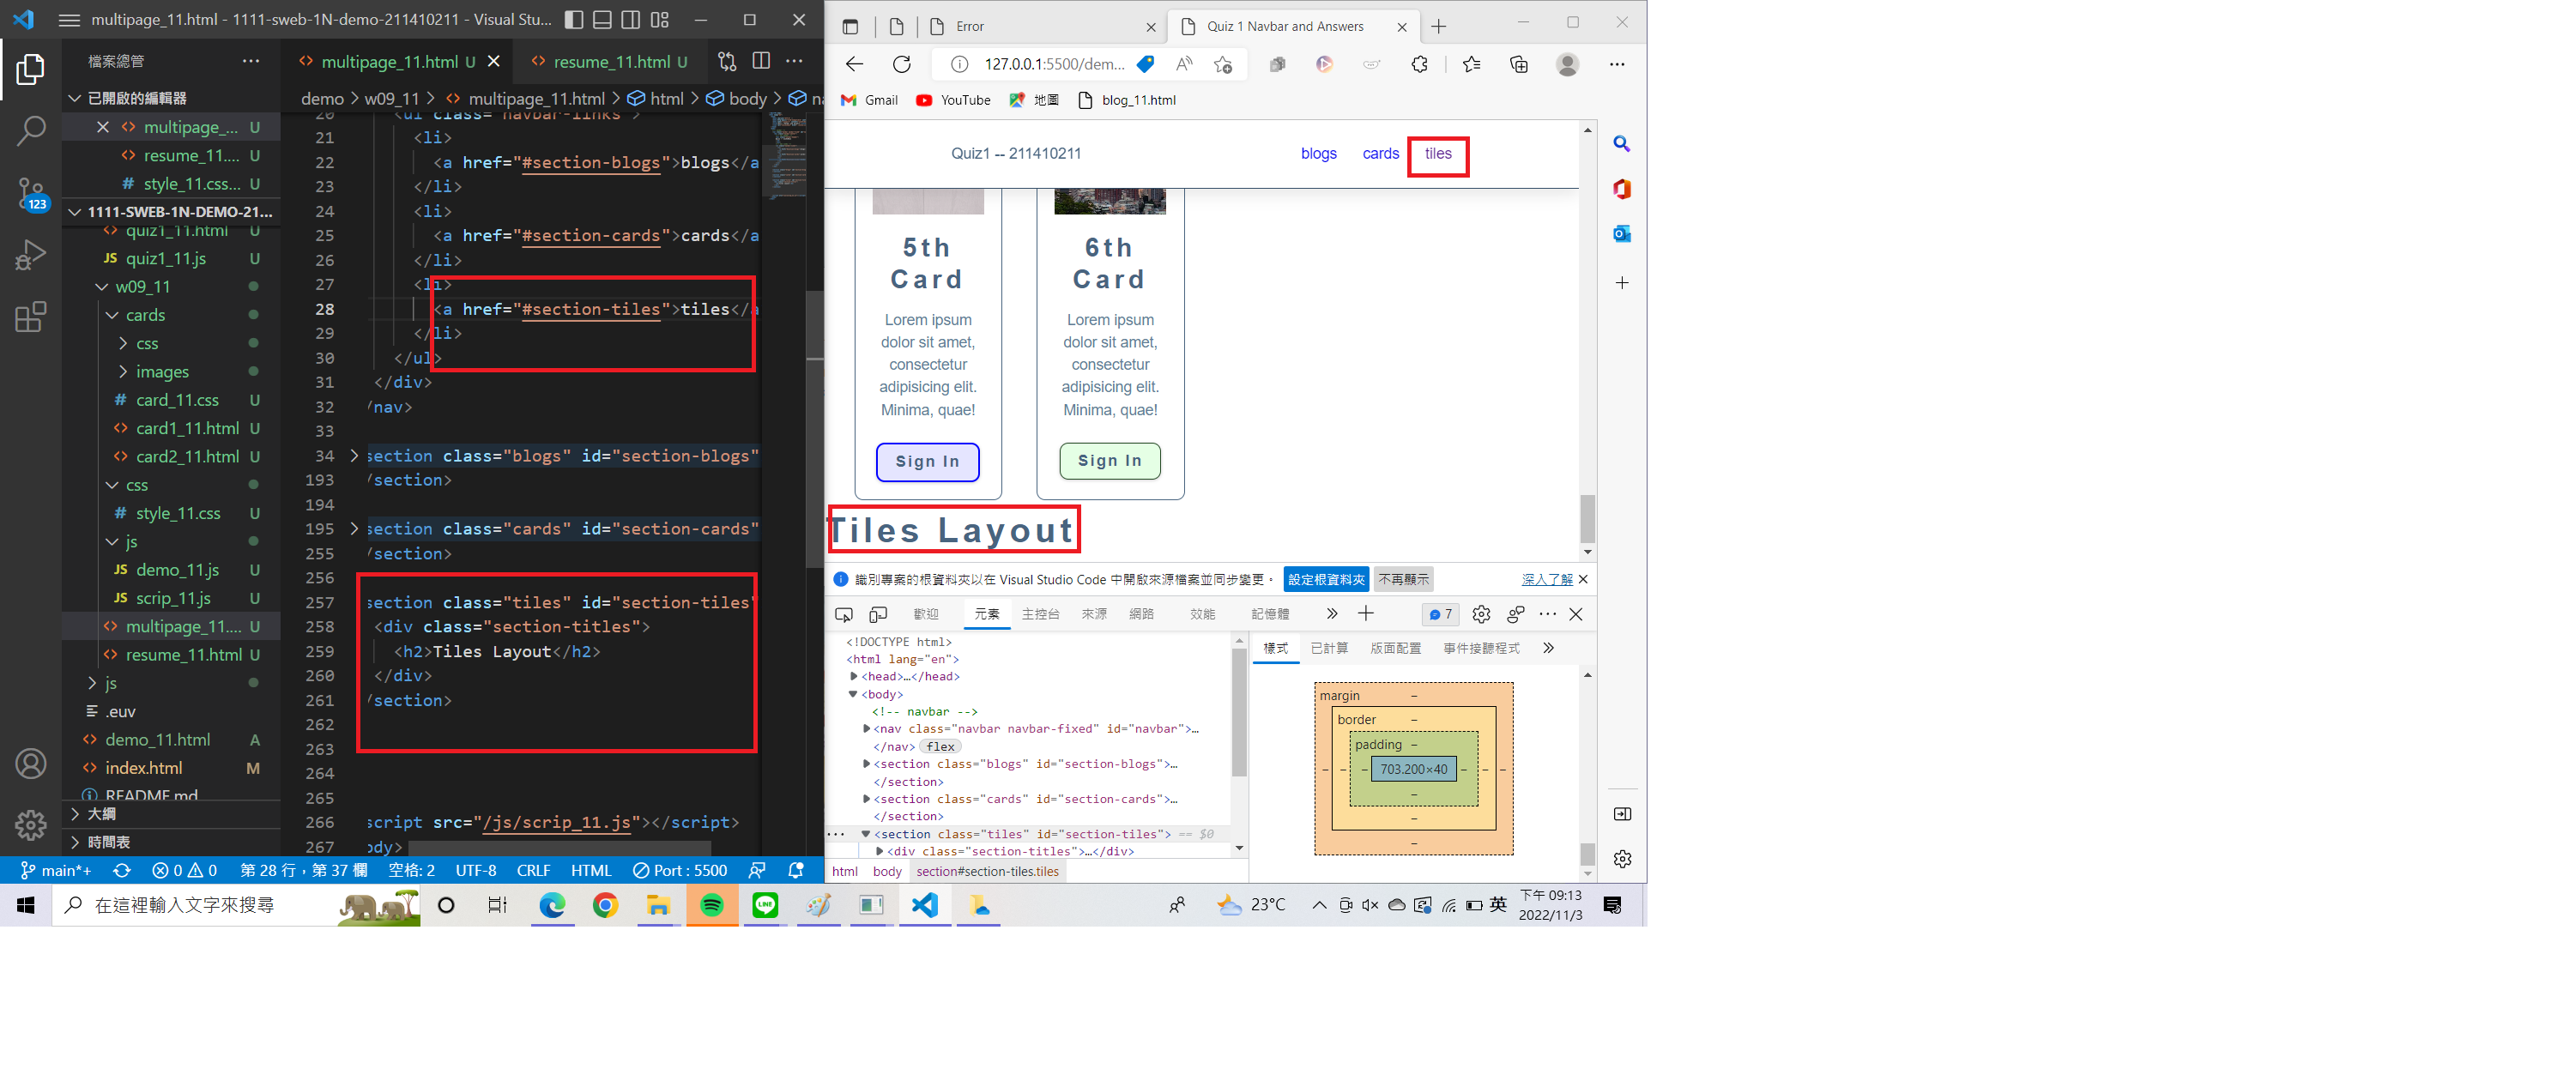 multipage_11.html - 1111-sweb-1N-demo-211410211 - Visual Stu...
檔案總管
已開啟的編輯器
multipage_... U
resume_11.... U
style_11.css... U
1111-SWEB-1N-DEMO-21...
quiz1_11.html U
JS quiz1_11.js U
w09_11
cards
css
images
# card_11.css U
card1_11.html U
card2_11.html U
css
# style_11.css U
js
JS demo_11.js U
JS scrip_11.js U
multipage_11.... U
resume_11.html U
js
.euv
demo_11.html A
index.html M
README.md
大綱
時間表
123
multipage_11.html U
resume_11.html U
demo > w09_11 > multipage_11.html > html > body > na
20 <ul class="navbar-links">
21 <li>
22 <a href="#section-blogs">blogs</a
23 </li>
24 <li>
25 <a href="#section-cards">cards</a
26 </li>
27 <li>
28 <a href="#section-tiles">tiles</a
29 </li>
30 </ul>
31 </div>
32 /nav>
33
34 section class="blogs" id="section-blogs"
193 /section>
194
195 section class="cards" id="section-cards"
255 /section>
256
257 section class="tiles" id="section-tiles"
258 <div class="section-titles">
259 <h2>Tiles Layout</h2>
260 </div>
261 /section>
262
263
264
265
266 script src="/js/scrip_11.js"></script>
267 ody>
main*+ 0 0 第 28 行，第 37 欄 空格: 2 UTF-8 CRLF HTML Port : 5500
Error
Quiz 1 Navbar and Answers
127.0.0.1:5500/dem...
Gmail YouTube 地圖 blog_11.html
Quiz1 -- 211410211 blogs cards tiles
5th Card
6th Card
Lorem ipsum dolor sit amet, consectetur adipisicing elit. Minima, quae!
Lorem ipsum dolor sit amet, consectetur adipisicing elit. Minima, quae!
Sign In
Sign In
Tiles Layout
識別專案的根資料夾以在 Visual Studio Code 中開啟來源檔案並同步變更。 設定根資料夾 不再顯示 深入了解
歡迎 元素 主控台 來源 網路 效能 記憶體 7
<!DOCTYPE html>
<html lang="en">
<head>…</head>
<body>
<!-- navbar -->
<nav class="navbar navbar-fixed" id="navbar">…
</nav> flex
<section class="blogs" id="section-blogs">…
</section>
<section class="cards" id="section-cards">…
</section>
<section class="tiles" id="section-tiles"> == $0
<div class="section-titles">…</div>
html body section#section-tiles.tiles
樣式 已計算 版面配置 事件接聽程式
margin
border
padding
703.200×40
在這裡輸入文字來搜尋
23°C
英
下午 09:13
2022/11/3